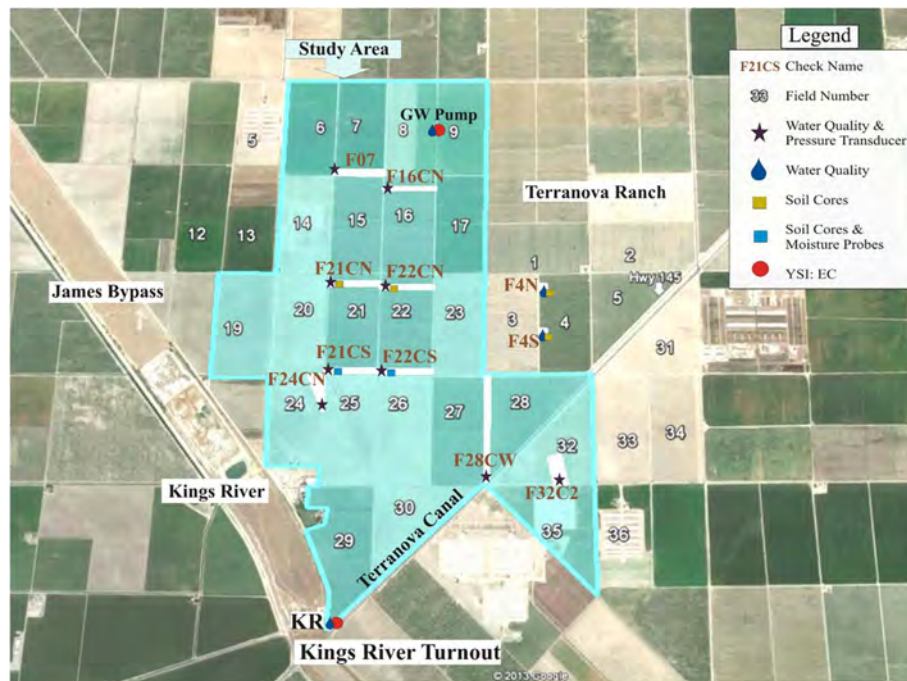 Study Area
Legend
F21CS Check Name
33 Field Number
Water Quality &
Pressure Transducer
Water Quality
Soil Cores
Soil Cores &
Moisture Probes
YSI: EC
GW Pump
6
7
8
9
5
F07
F16CN
Terranova Ranch
12
13
14
15
16
17
1
2
Hwy 145
James Bypass
F21CN
F22CN
F4N
19
20
21
22
23
3
4
5
F4S
31
F21CS
F22CS
F24CN
24
25
26
27
28
32
33
34
F28CW
F32C2
Kings River
30
Terranova Canal
29
35
36
KR
Kings River Turnout
© 2013 Google